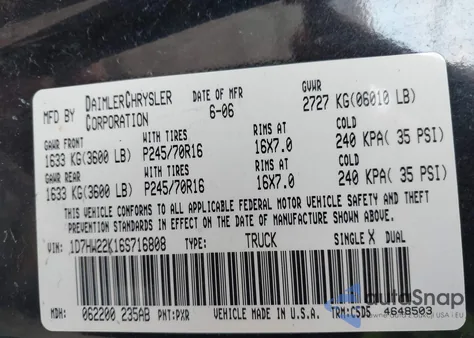 MFD BY DAIMLERCHRYSLER CORPORATION DATE OF MFR 6-06 GVWR 2727 KG(06010 LB)
GAWR FRONT WITH TIRES RIMS AT COLD
1633 KG(3600 LB) P245/70R16 16X7.0 240 KPA( 35 PSI)
GAWR REAR WITH TIRES RIMS AT COLD
1633 KG(3600 LB) P245/70R16 16X7.0 240 KPA( 35 PSI)
THIS VEHICLE CONFORMS TO ALL APPLICABLE FEDERAL MOTOR VEHICLE SAFETY AND THEFT
PREVENTION STANDARDS IN EFFECT ON THE DATE OF MANUFACTURE SHOWN ABOVE.
1D7HW22K16S716808 TYPE: TRUCK SINGLE X DUAL
MDH: 062200 235AB PNT:PXR VEHICLE MADE IN U.S.A. TRM:CSD5 4648503
autoSnap